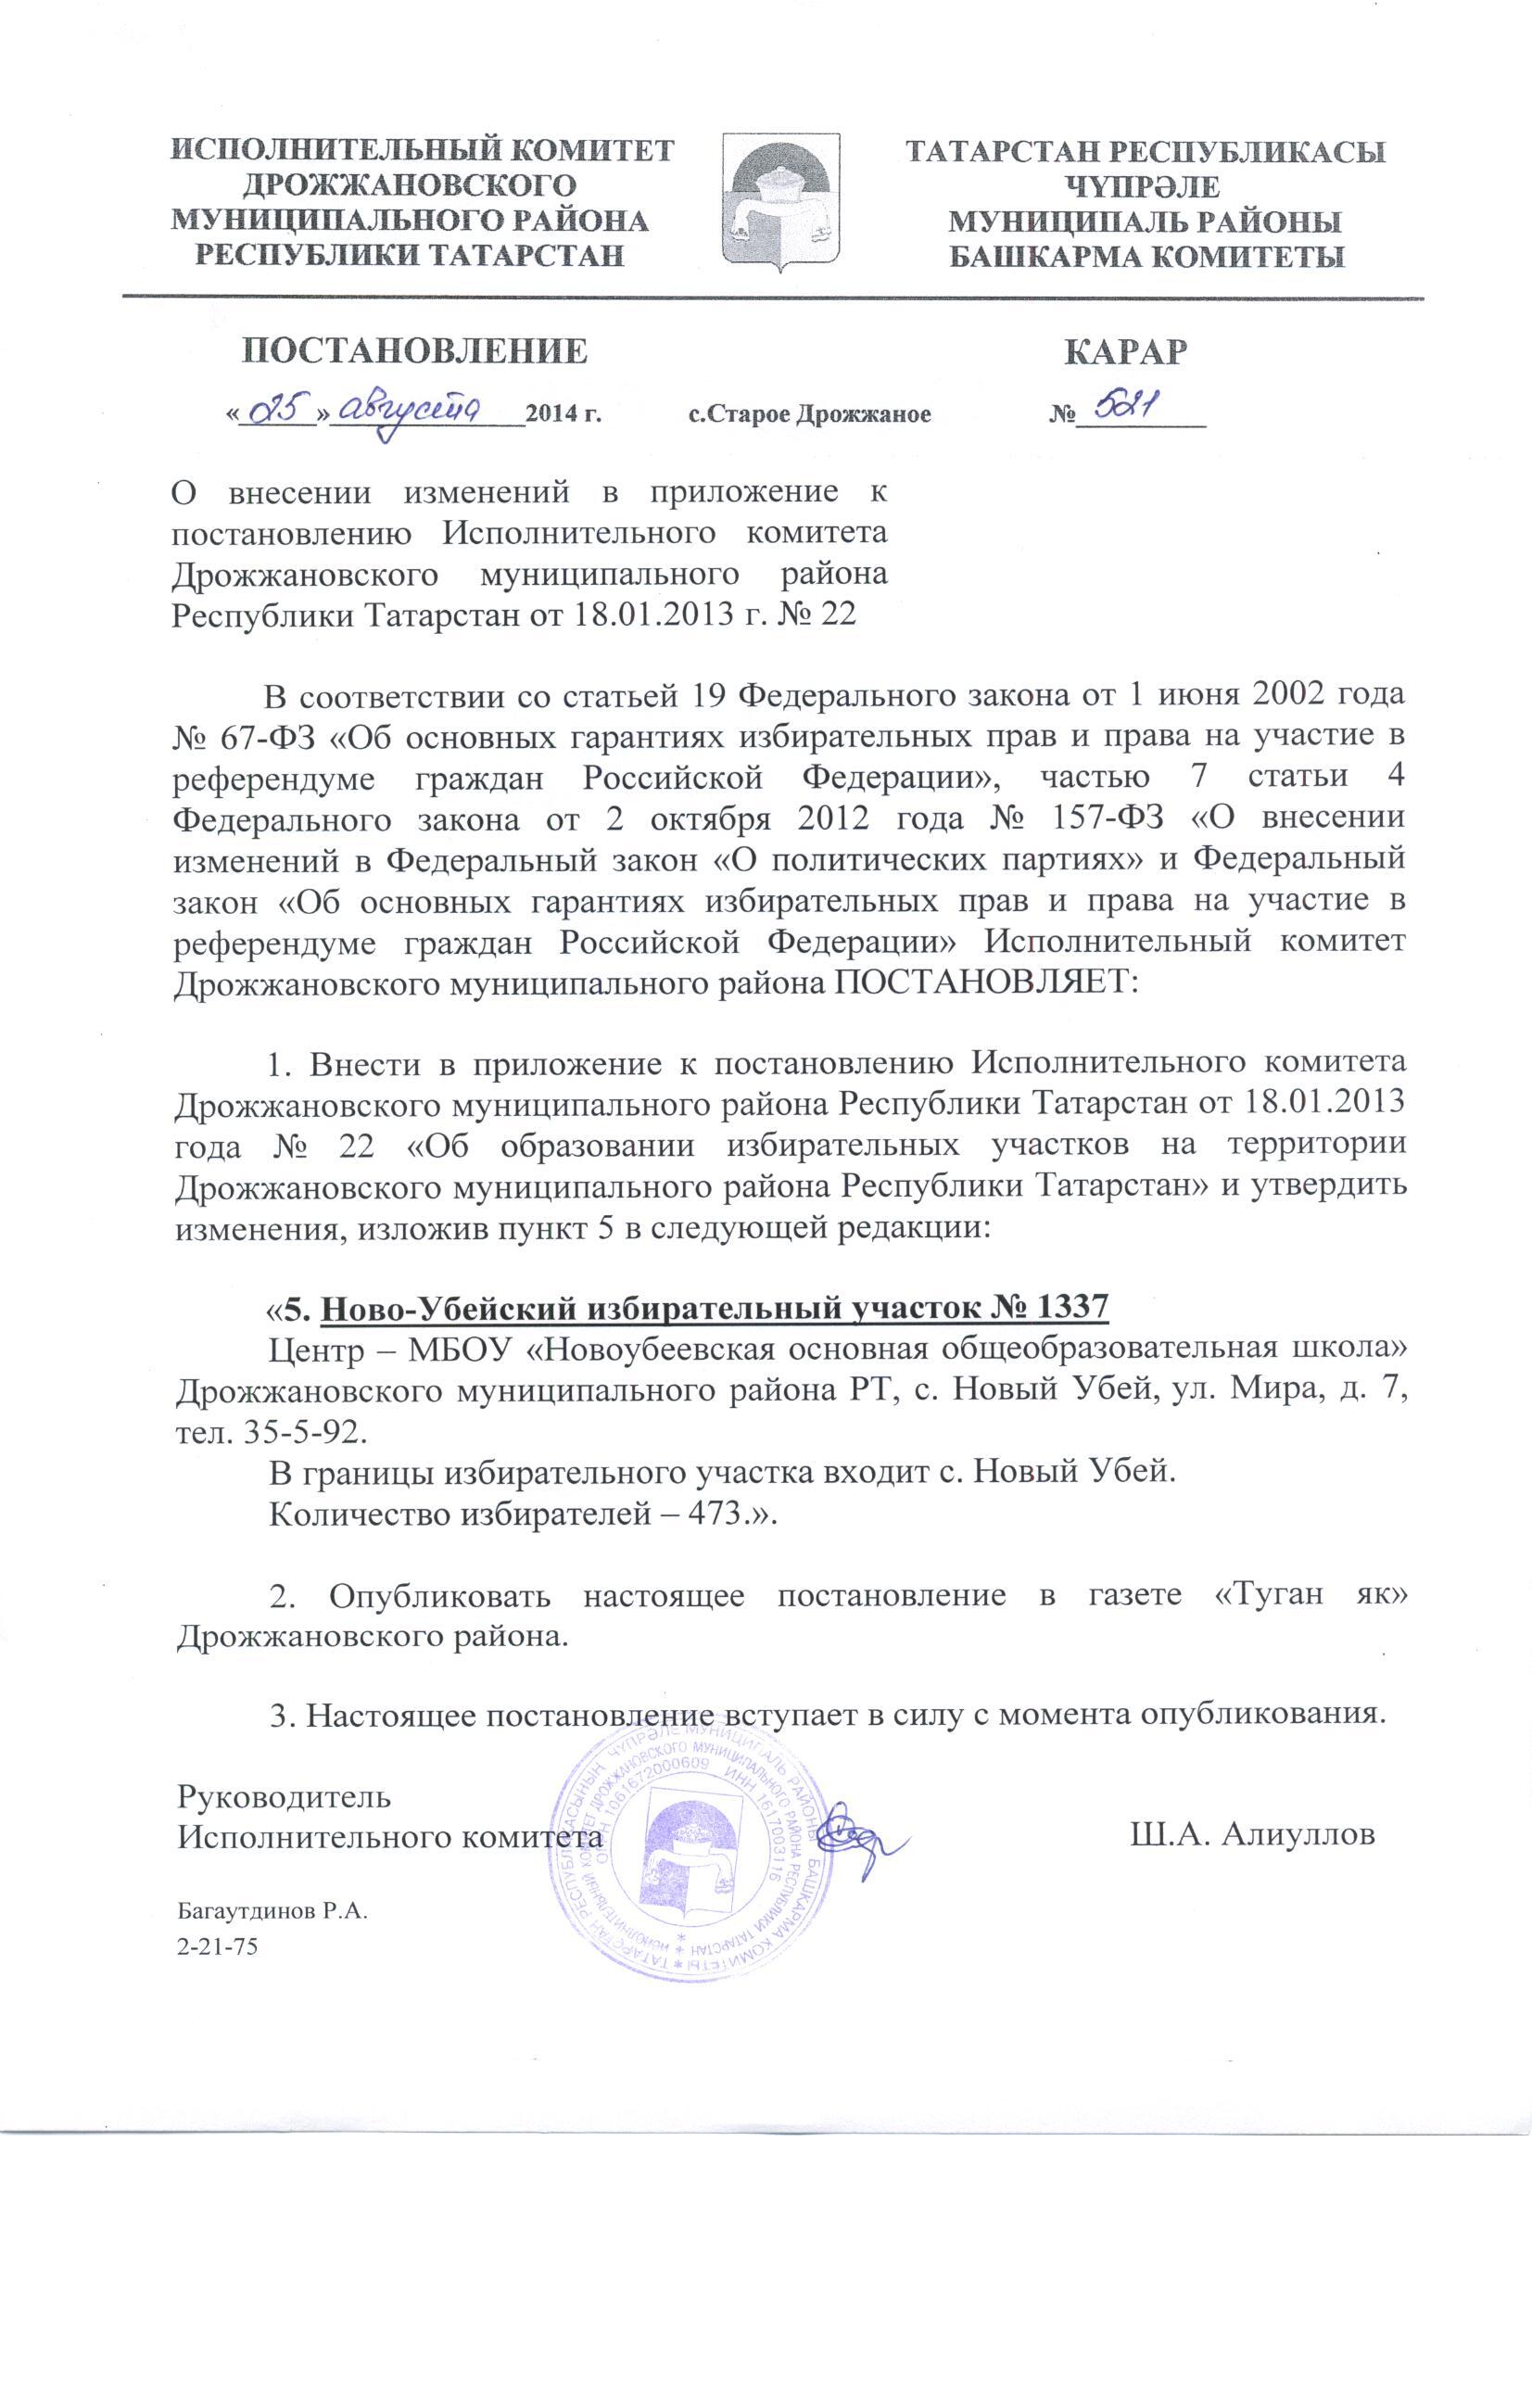 ИСПОЛНИТЕЛЬНЫЙ КОМИТЕТ
ДРОЖЖАНОВСКОГО
МУНИЦИПАЛЬНОГО РАЙОНА
РЕСПУБЛИКИ ТАТАРСТАН
ТАТАРСТАН РЕСПУБЛИКАСЫ
ЧҮПРӘЛЕ
МУНИЦИПАЛЬ РАЙОНЫ
БАШКАРМА КОМИТЕТЫ
ПОСТАНОВЛЕНИЕ
КАРАР
«25» августа 2014 г. с.Старое Дрожжаное № 521
О внесении изменений в приложение к
постановлению Исполнительного комитета
Дрожжановского муниципального района
Республики Татарстан от 18.01.2013 г. № 22
В соответствии со статьей 19 Федерального закона от 1 июня 2002 года
№ 67-ФЗ «Об основных гарантиях избирательных прав и права на участие в
референдуме граждан Российской Федерации», частью 7 статьи 4
Федерального закона от 2 октября 2012 года № 157-ФЗ «О внесении
изменений в Федеральный закон «О политических партиях» и Федеральный
закон «Об основных гарантиях избирательных прав и права на участие в
референдуме граждан Российской Федерации» Исполнительный комитет
Дрожжановского муниципального района ПОСТАНОВЛЯЕТ:
1. Внести в приложение к постановлению Исполнительного комитета
Дрожжановского муниципального района Республики Татарстан от 18.01.2013
года № 22 «Об образовании избирательных участков на территории
Дрожжановского муниципального района Республики Татарстан» и утвердить
изменения, изложив пункт 5 в следующей редакции:
«5. Ново-Убейский избирательный участок № 1337
Центр – МБОУ «Новоубеевская основная общеобразовательная школа»
Дрожжановского муниципального района РТ, с. Новый Убей, ул. Мира, д. 7,
тел. 35-5-92.
В границы избирательного участка входит с. Новый Убей.
Количество избирателей – 473.».
2. Опубликовать настоящее постановление в газете «Туган як»
Дрожжановского района.
3. Настоящее постановление вступает в силу с момента опубликования.
Руководитель
Исполнительного комитета Ш.А. Алиуллов
Багаутдинов Р.А.
2-21-75
ТАТАРСТАН РЕСПУБЛИКАСЫНЫҢ ЧҮПРӘЛЕ МУНИЦИПАЛЬ РАЙОНЫ БАШКАРМА КОМИТЕТЫ *
ИСПОЛНИТЕЛЬНЫЙ КОМИТЕТ ДРОЖЖАНОВСКОГО МУНИЦИПАЛЬНОГО РАЙОНА РЕСПУБЛИКИ ТАТАРСТАН *
ОГРН 1061672000609 ИНН 1617003116